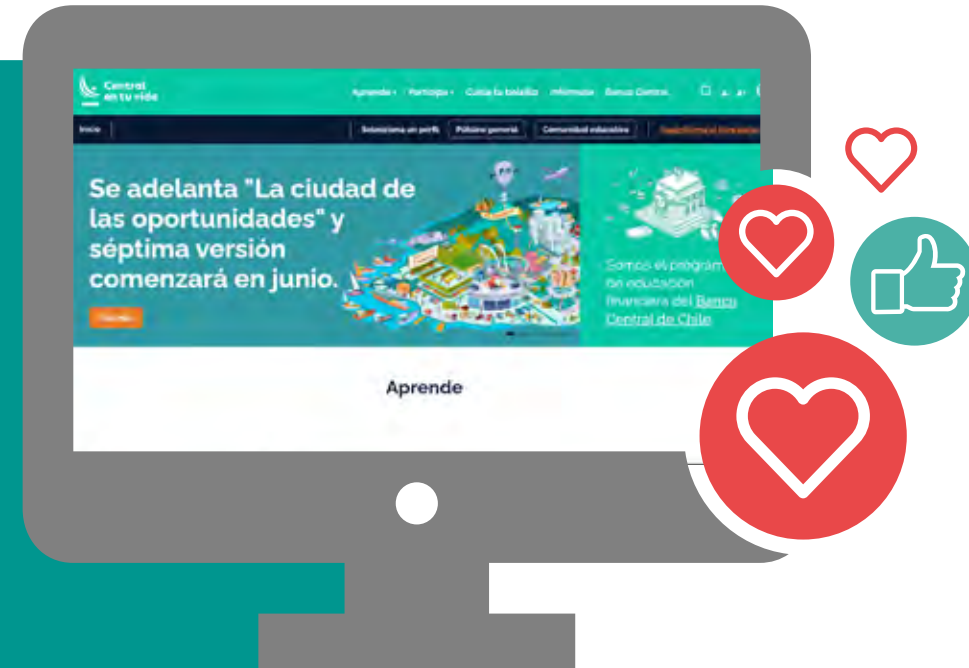 Central
en tu vida
Aprende Participa Cuida tu bolsillo Infórmate Banco Central
Inicio Selecciona un perfil Público general Comunidad educativa
Se adelanta "La ciudad de
las oportunidades" y
séptima versión
comenzará en junio.
Somos el program
de educación
financiera del Banco
Central de Chile
Aprende